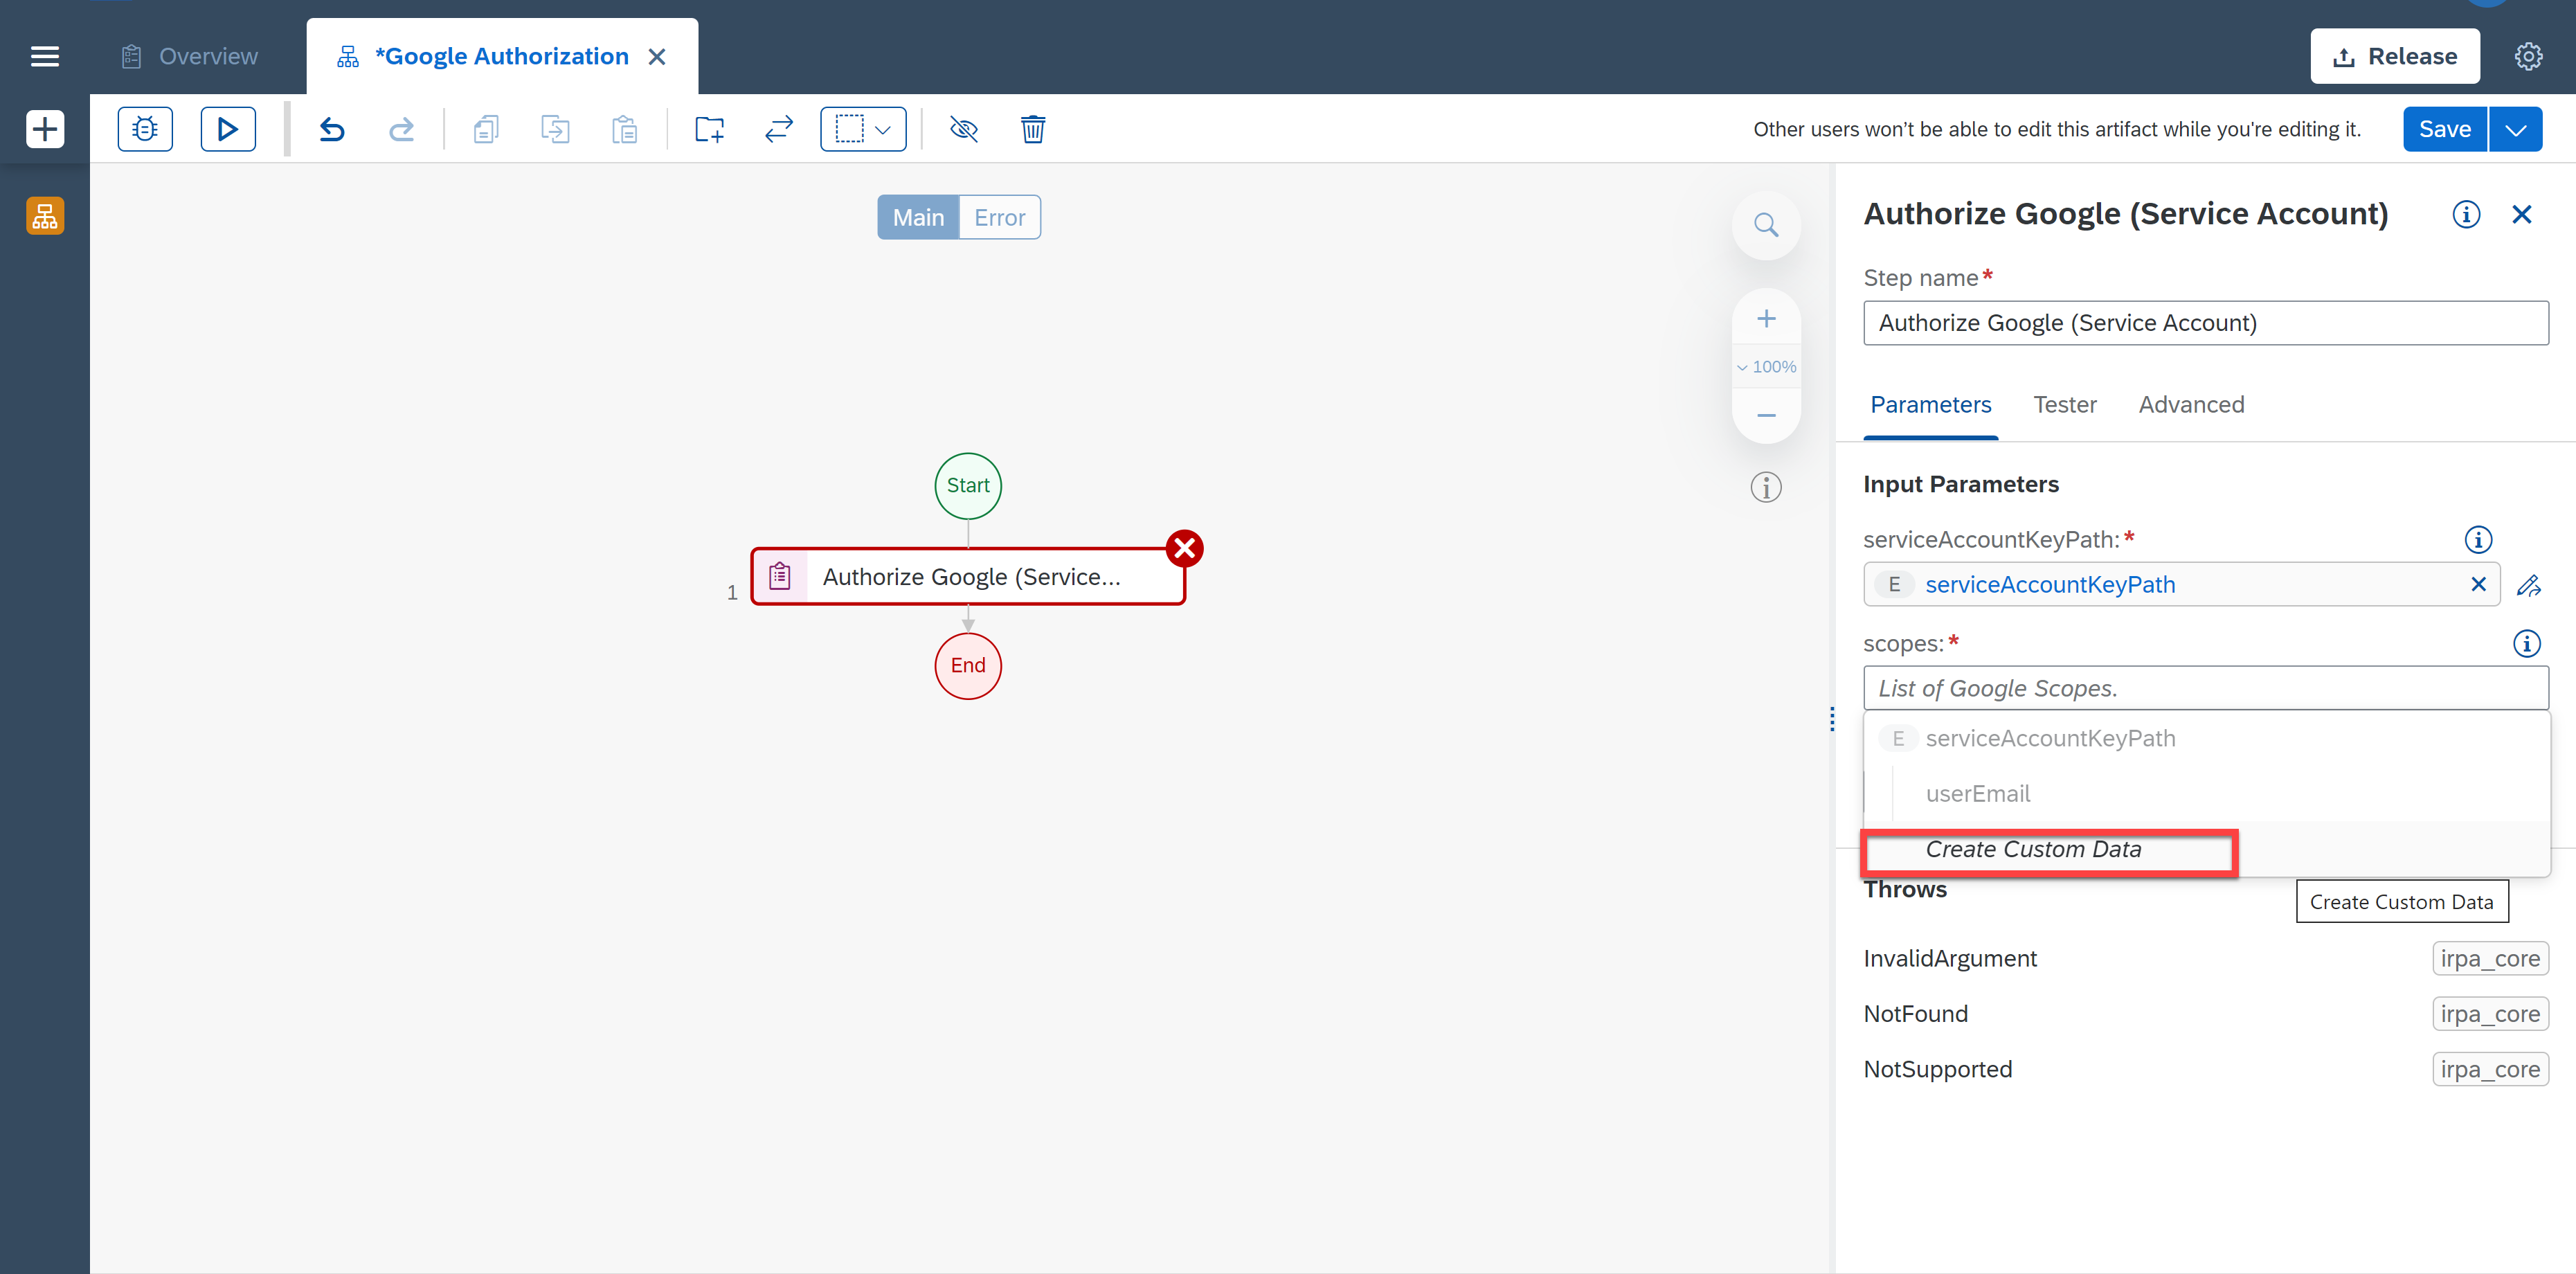 Overview
*Google Authorization
Release
Other users won't be able to edit this artifact while you're editing it.
Save
Main
Error
100%
Start
1
Authorize Google (Service...
End
Authorize Google (Service Account)
Step name*
Authorize Google (Service Account)
Parameters
Tester
Advanced
Input Parameters
serviceAccountKeyPath:*
E serviceAccountKeyPath
scopes:*
List of Google Scopes.
E serviceAccountKeyPath
userEmail
Create Custom Data
Throws
Create Custom Data
InvalidArgument irpa_core
NotFound irpa_core
NotSupported irpa_core